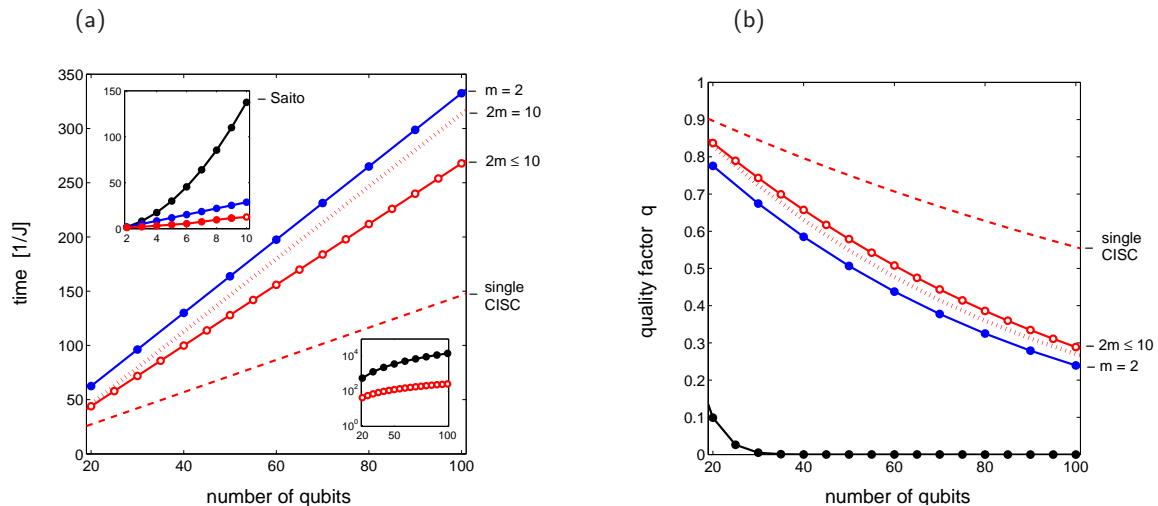 (a)
350
300
250
200
150
100
50
0
20
40
60
80
100
time [1/J]
number of qubits
150
100
50
0
2
4
6
8
10
– Saito
– m = 2
– 2m = 10
– 2m ≤ 10
single
– CISC
10^4
10^2
10^0
20
50
100
(b)
1
0.9
0.8
0.7
0.6
0.5
0.4
0.3
0.2
0.1
0
20
40
60
80
100
quality factor q
number of qubits
– single
CISC
– 2m ≤ 10
– m = 2